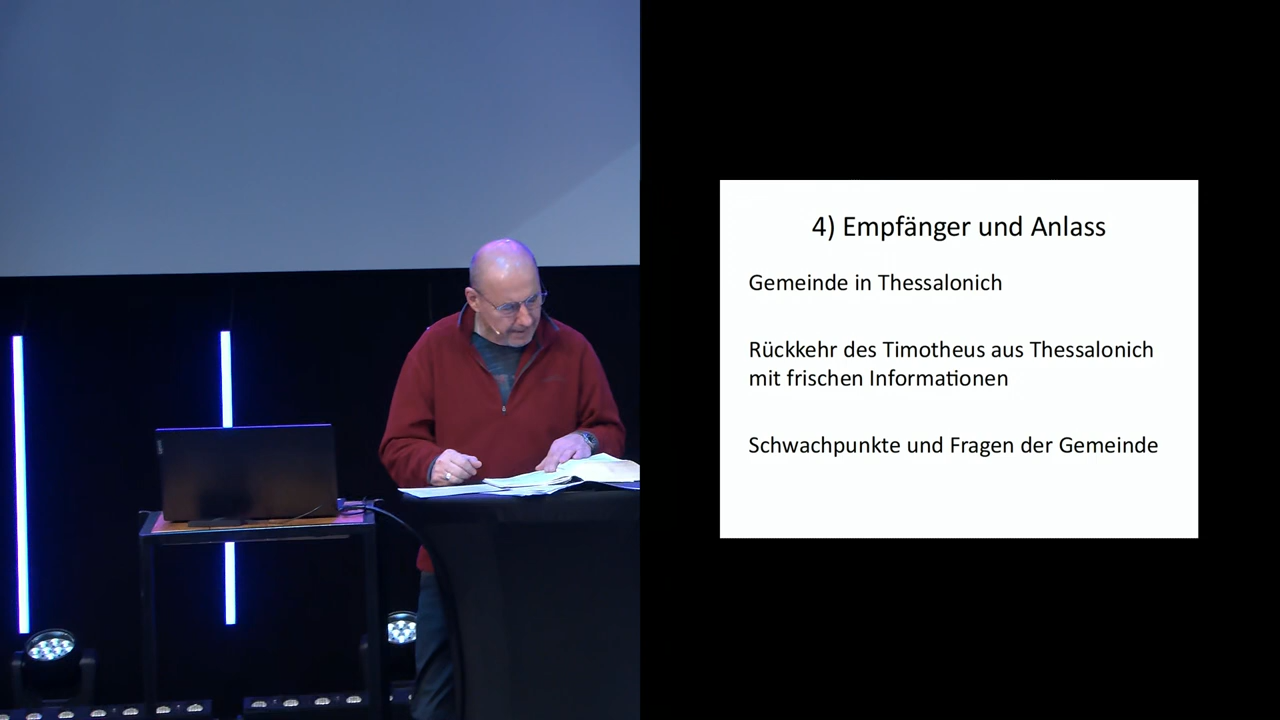 4) Empfänger und Anlass
Gemeinde in Thessalonich
Rückkehr des Timotheus aus Thessalonich
mit frischen Informationen
Schwachpunkte und Fragen der Gemeinde